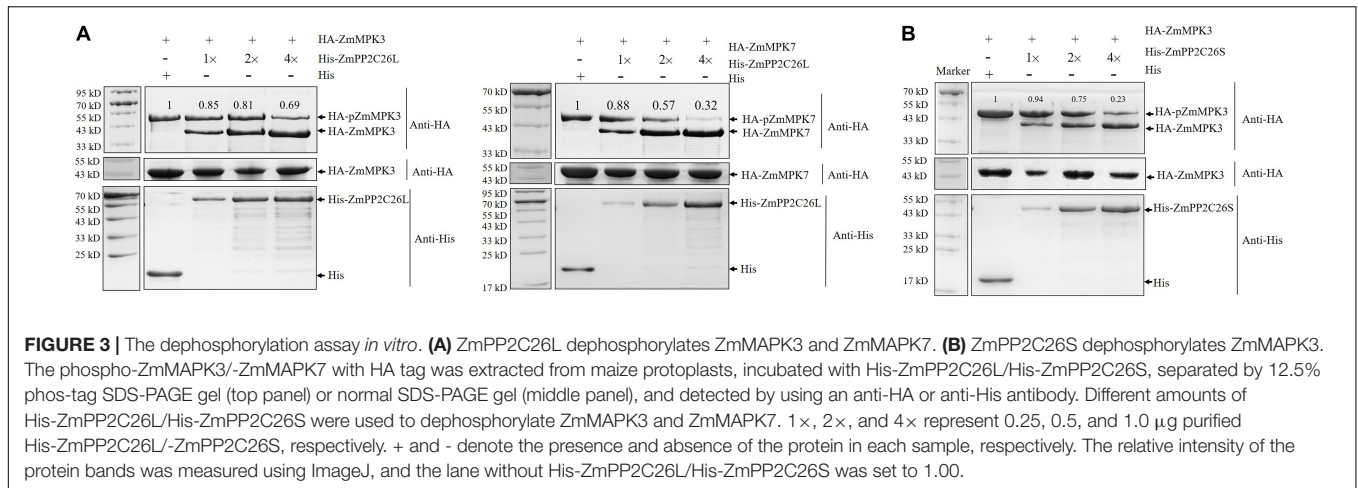 A
+ + + + HA-ZmMPK3
- 1× 2× 4× His-ZmPP2C26L
+ - - - His
95 kD
70 kD
55 kD
43 kD
33 kD
1 0.85 0.81 0.69
HA-pZmMPK3
HA-ZmMPK3
Anti-HA
55 kD
43 kD
HA-ZmMPK3
Anti-HA
70 kD
55 kD
43 kD
33 kD
25 kD
His-ZmPP2C26L
Anti-His
His
+ + + + HA-ZmMPK7
- 1× 2× 4× His-ZmPP2C26L
+ - - - His
70 kD
55 kD
43 kD
33 kD
1 0.88 0.57 0.32
HA-pZmMPK7
HA-ZmMPK7
Anti-HA
55 kD
43 kD
HA-ZmMPK7
Anti-HA
95 kD
70 kD
55 kD
43 kD
33 kD
25 kD
17 kD
His-ZmPP2C26L
Anti-His
His
B
+ + + + HA-ZmMPK3
- 1× 2× 4× His-ZmPP2C26S
Marker + - - - His
70 kD
55 kD
43 kD
33 kD
1 0.94 0.75 0.23
HA-pZmMPK3
HA-ZmMPK3
Anti-HA
55 kD
43 kD
HA-ZmMPK3
Anti-HA
55 kD
43 kD
33 kD
25 kD
17 kD
His-ZmPP2C26S
Anti-His
His
FIGURE 3 | The dephosphorylation assay in vitro. (A) ZmPP2C26L dephosphorylates ZmMAPK3 and ZmMAPK7. (B) ZmPP2C26S dephosphorylates ZmMAPK3.
The phospho-ZmMAPK3/-ZmMAPK7 with HA tag was extracted from maize protoplasts, incubated with His-ZmPP2C26L/His-ZmPP2C26S, separated by 12.5%
phos-tag SDS-PAGE gel (top panel) or normal SDS-PAGE gel (middle panel), and detected by using an anti-HA or anti-His antibody. Different amounts of
His-ZmPP2C26L/His-ZmPP2C26S were used to dephosphorylate ZmMAPK3 and ZmMAPK7. 1×, 2×, and 4× represent 0.25, 0.5, and 1.0 μg purified
His-ZmPP2C26L/-ZmPP2C26S, respectively. + and - denote the presence and absence of the protein in each sample, respectively. The relative intensity of the
protein bands was measured using ImageJ, and the lane without His-ZmPP2C26L/His-ZmPP2C26S was set to 1.00.